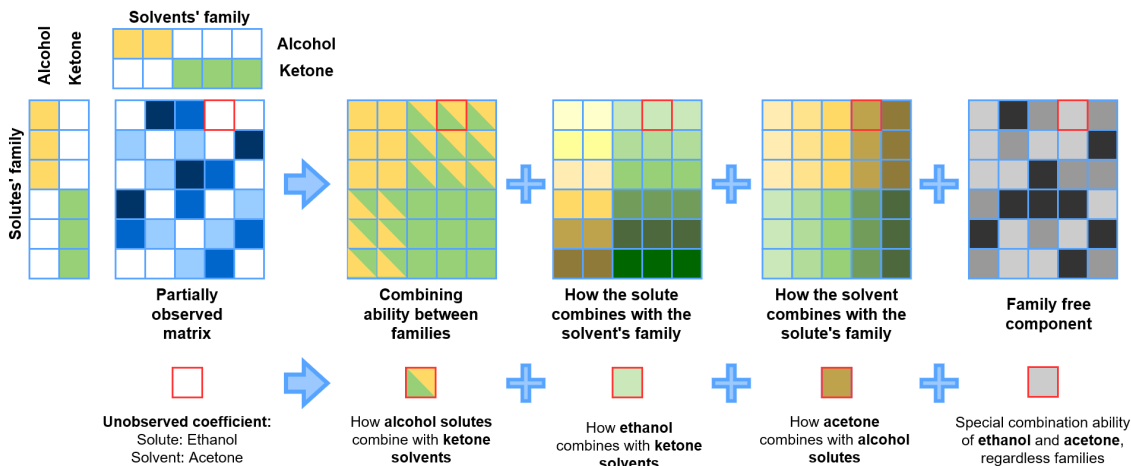 Solvents' family
Alcohol
Ketone
Alcohol
Ketone
Solutes' family
Partially
observed
matrix
Combining
ability between
families
How the solute
combines with the
solvent's family
How the solvent
combines with the
solute's family
Family free
component
Unobserved coefficient:
Solute: Ethanol
Solvent: Acetone
How alcohol solutes
combine with ketone
solvents
How ethanol
combines with ketone
solvents
How acetone
combines with alcohol
solutes
Special combination ability
of ethanol and acetone,
regardless families